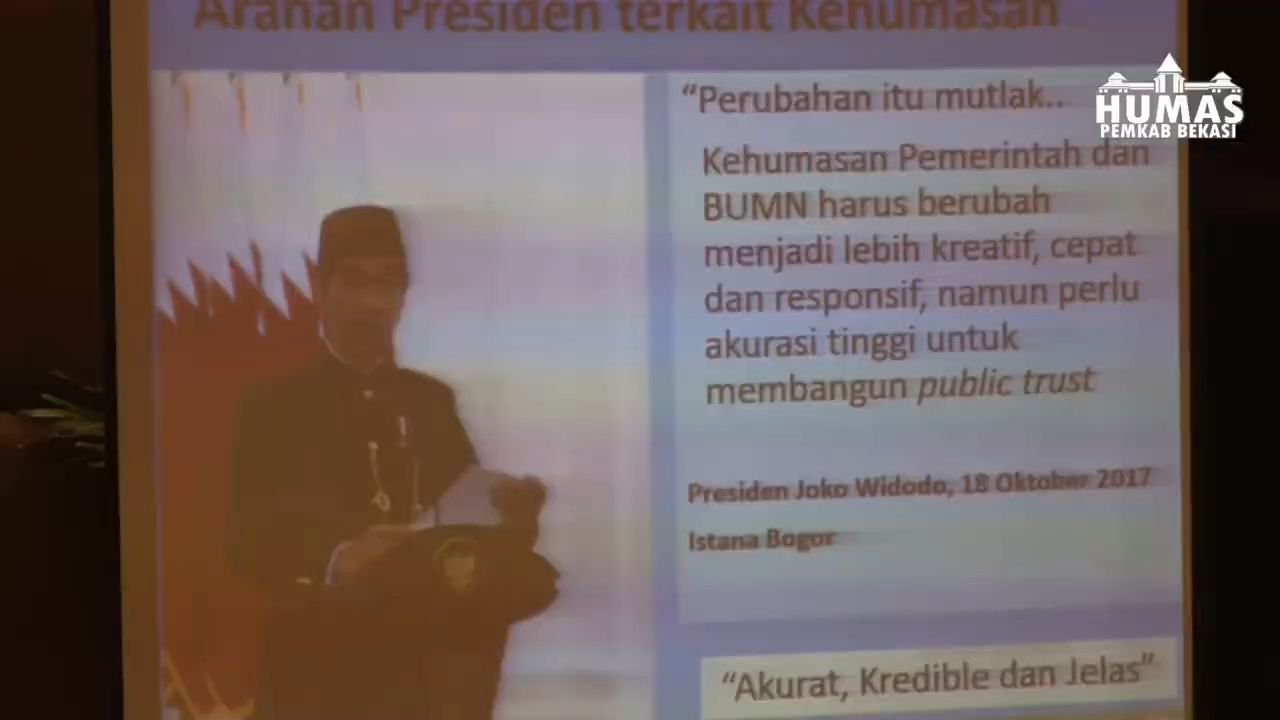 Arahan Presiden terkait Kehumasan
HUMAS
PEMKAB BEKASI
“Perubahan itu mutlak..
Kehumasan Pemerintah dan
BUMN harus berubah
menjadi lebih kreatif, cepat
dan responsif, namun perlu
akurasi tinggi untuk
membangun public trust
Presiden Joko Widodo, 18 Oktober 2017
Istana Bogor
“Akurat, Kredible dan Jelas”